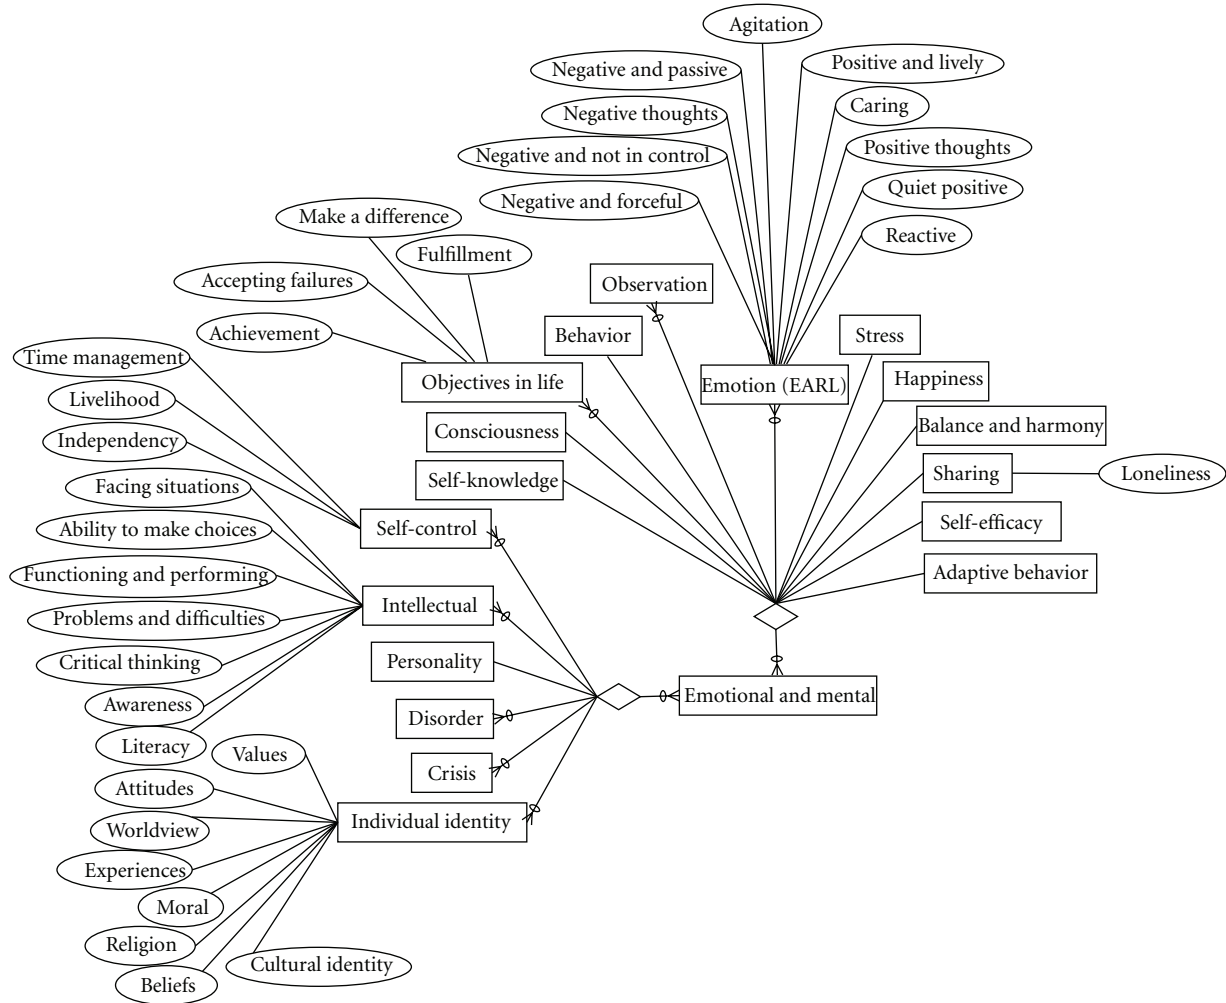 Agitation
Negative and passive
Positive and lively
Negative thoughts
Caring
Negative and not in control
Positive thoughts
Negative and forceful
Quiet positive
Make a difference
Reactive
Fulfillment
Accepting failures
Observation
Achievement
Behavior
Stress
Time management
Objectives in life
Emotion (EARL)
Happiness
Livelihood
Consciousness
Balance and harmony
Independency
Self-knowledge
Sharing
Loneliness
Facing situations
Self-control
Self-efficacy
Ability to make choices
Functioning and performing
Adaptive behavior
Intellectual
Problems and difficulties
Critical thinking
Personality
Emotional and mental
Awareness
Disorder
Literacy
Values
Crisis
Attitudes
Individual identity
Worldview
Experiences
Moral
Religion
Cultural identity
Beliefs